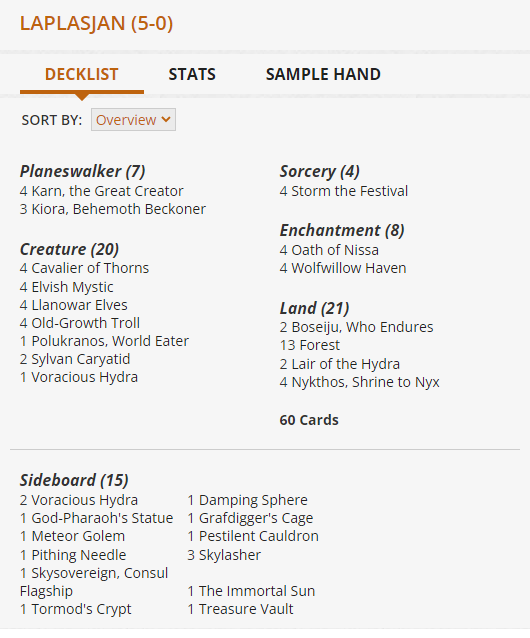 LAPLASJAN (5-0)
DECKLIST STATS SAMPLE HAND
SORT BY: Overview
Planeswalker (7)
4 Karn, the Great Creator
3 Kiora, Behemoth Beckoner
Creature (20)
4 Cavalier of Thorns
4 Elvish Mystic
4 Llanowar Elves
4 Old-Growth Troll
1 Polukranos, World Eater
2 Sylvan Caryatid
1 Voracious Hydra
Sorcery (4)
4 Storm the Festival
Enchantment (8)
4 Oath of Nissa
4 Wolfwillow Haven
Land (21)
2 Boseiju, Who Endures
13 Forest
2 Lair of the Hydra
4 Nykthos, Shrine to Nyx
60 Cards
Sideboard (15)
2 Voracious Hydra
1 God-Pharaoh's Statue
1 Meteor Golem
1 Pithing Needle
1 Skysovereign, Consul
Flagship
1 Tormod's Crypt
1 Damping Sphere
1 Grafdigger's Cage
1 Pestilent Cauldron
3 Skylasher
1 The Immortal Sun
1 Treasure Vault